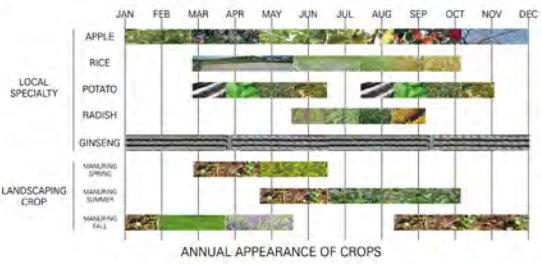 JAN FEB MAR APR MAY JUN JUL AUG SEP OCT NOV DEC
APPLE
RICE
LOCAL
SPECIALTY
POTATO
RADISH
GINSENG
MANURING
SPRING
LANDSCAPING
CROP
MANURING
SUMMER
MANURING
FALL
ANNUAL APPEARANCE OF CROPS